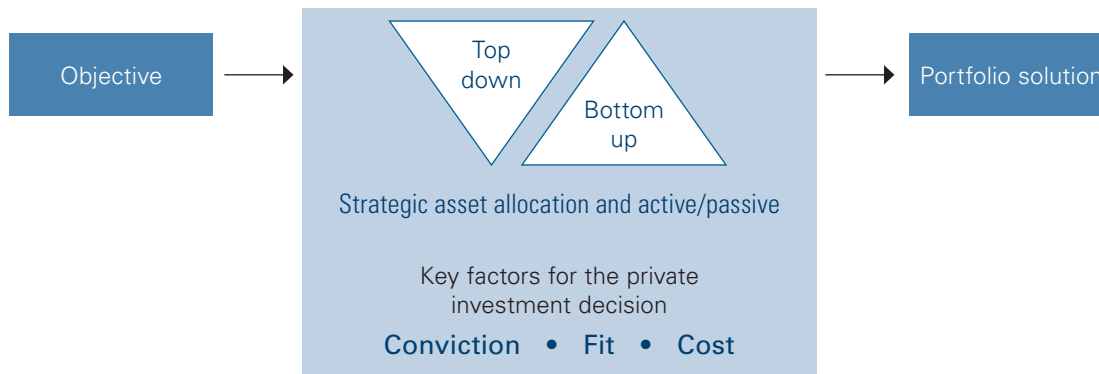 Objective
Top
down
Bottom
up
Portfolio solution
Strategic asset allocation and active/passive
Key factors for the private
investment decision
Conviction • Fit • Cost